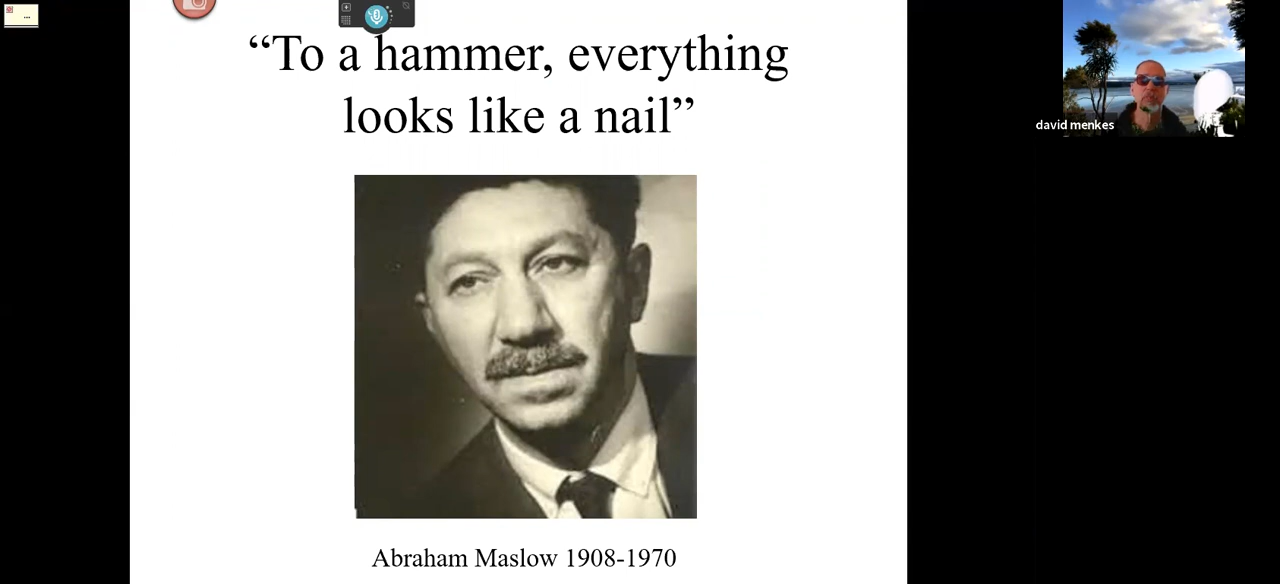 ...
“To a hammer, everything
looks like a nail”
david menkes
Abraham Maslow 1908-1970